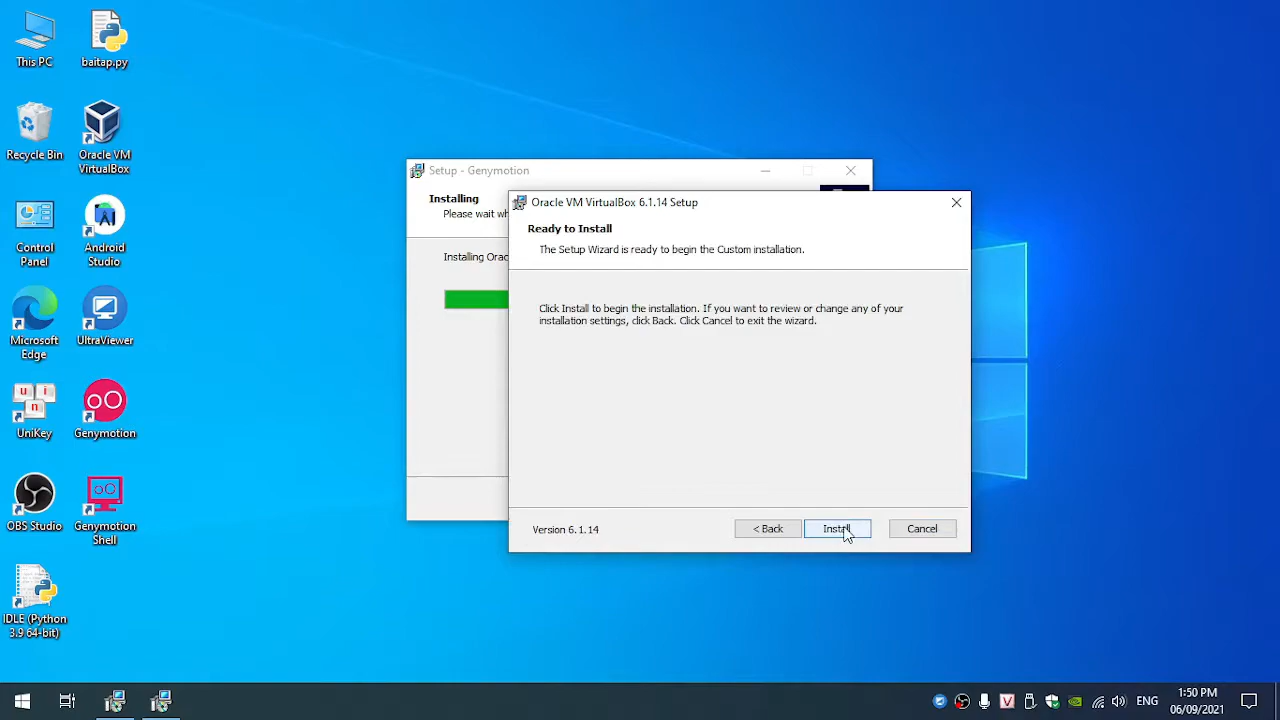 This PC
baitap.py
Recycle Bin
Oracle VM
VirtualBox
Control
Panel
Android
Studio
Microsoft
Edge
UltraViewer
UniKey
Genymotion
OBS Studio
Genymotion
Shell
IDLE (Python
3.9 64-bit)
Setup - Genymotion
Installing
Please wait
Installing
Oracle VM VirtualBox 6.1.14 Setup
Ready to Install
The Setup Wizard is ready to begin the Custom installation.
Click Install to begin the installation. If you want to review or change any of your
installation settings, click Back. Click Cancel to exit the wizard.
Version 6.1.14
< Back
Install
Cancel
ENG
1:50 PM
06/09/2021